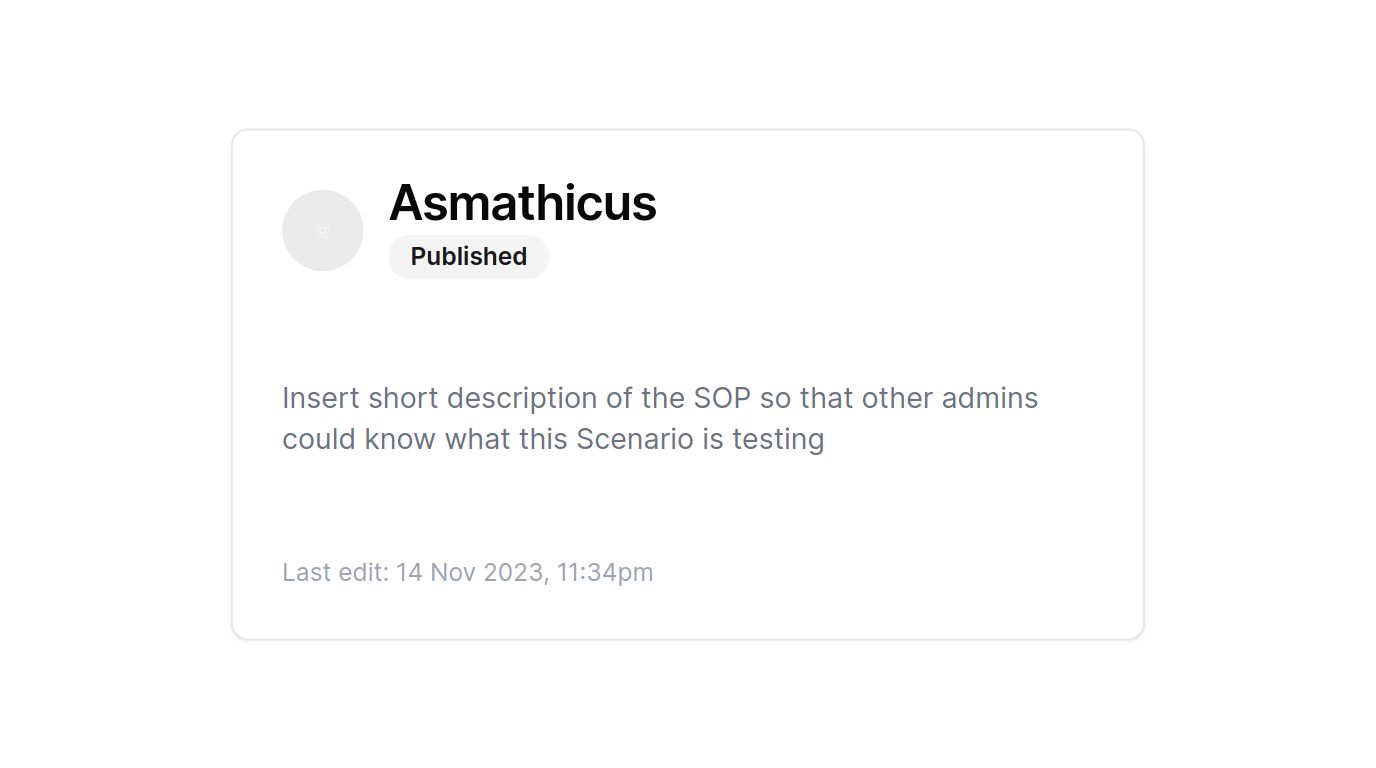 Asmathicus
Published
Insert short description of the SOP so that other admins
could know what this Scenario is testing
Last edit: 14 Nov 2023, 11:34pm